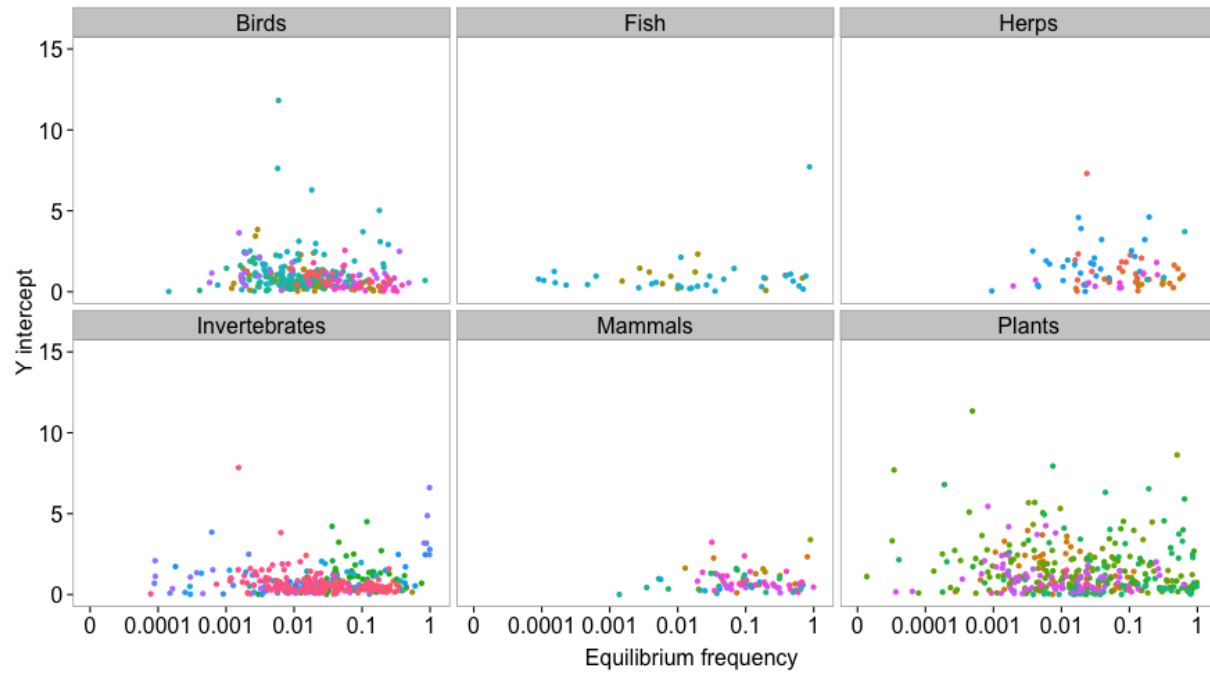 Birds Fish Herps
15
10
5
0
Invertebrates Mammals Plants
15
10
5
0
Y intercept
0 0.0001 0.001 0.01 0.1 1 0 0.0001 0.001 0.01 0.1 1 0 0.0001 0.001 0.01 0.1 1
Equilibrium frequency